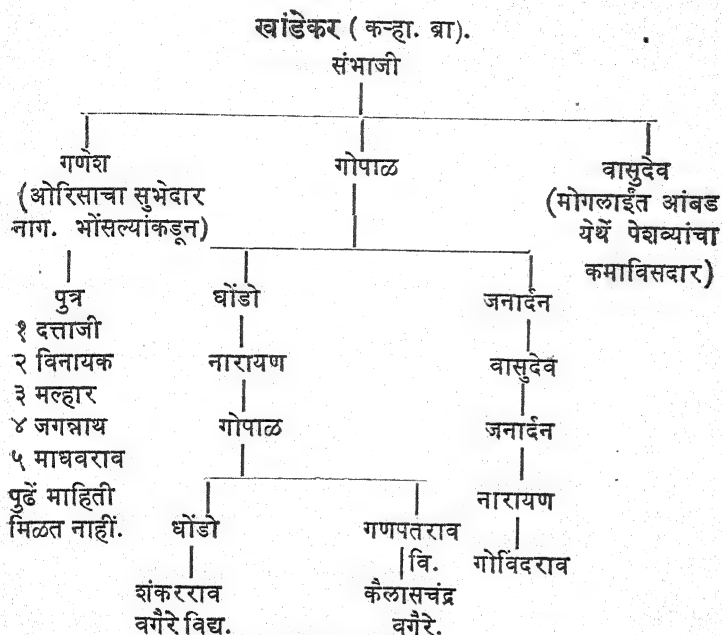 खांडेकर ( कऱ्हा. ब्रा).
संभाजी
गणेश गोपाळ वासुदेव
(ओरिसाचा सुभेदार (मोगलाईंत आंबड
नाग. भोंसल्यांकडून) येथें पेशव्यांचा
कमाविसदार)
पुत्र धोंडो जनार्दन
१ दत्ताजी
२ विनायक नारायण वासुदेव
३ मल्हार
४ जगन्नाथ गोपाळ जनार्दन
५ माधवराव
पुढें माहिती नारायण
मिळत नाहीं. धोंडो गणपतराव
वि. गोविंदराव
शंकरराव कैलासचंद्र
वगैरे विद्य. वगैरे.